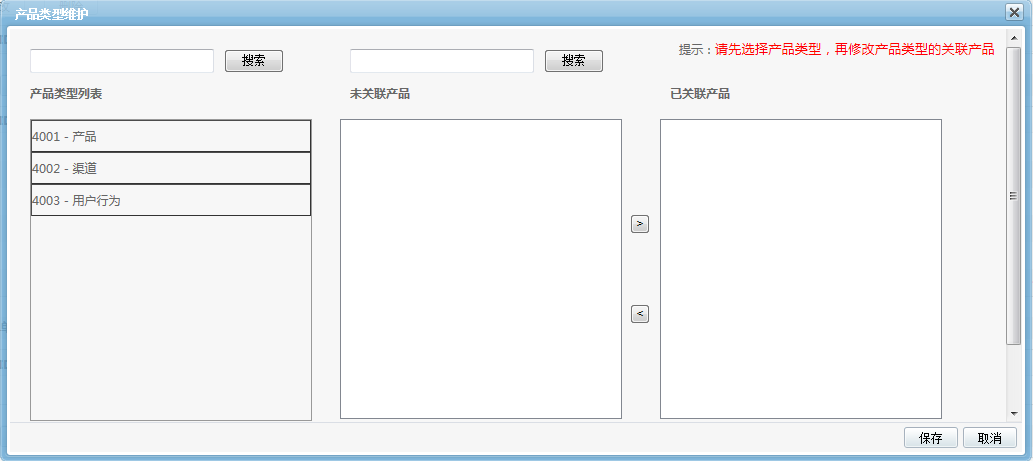 产品类型维护
搜索
搜索
提示：请先选择产品类型，再修改产品类型的关联产品
产品类型列表
未关联产品
已关联产品
4001 - 产品
4002 - 渠道
4003 - 用户行为
>
<
保存
取消